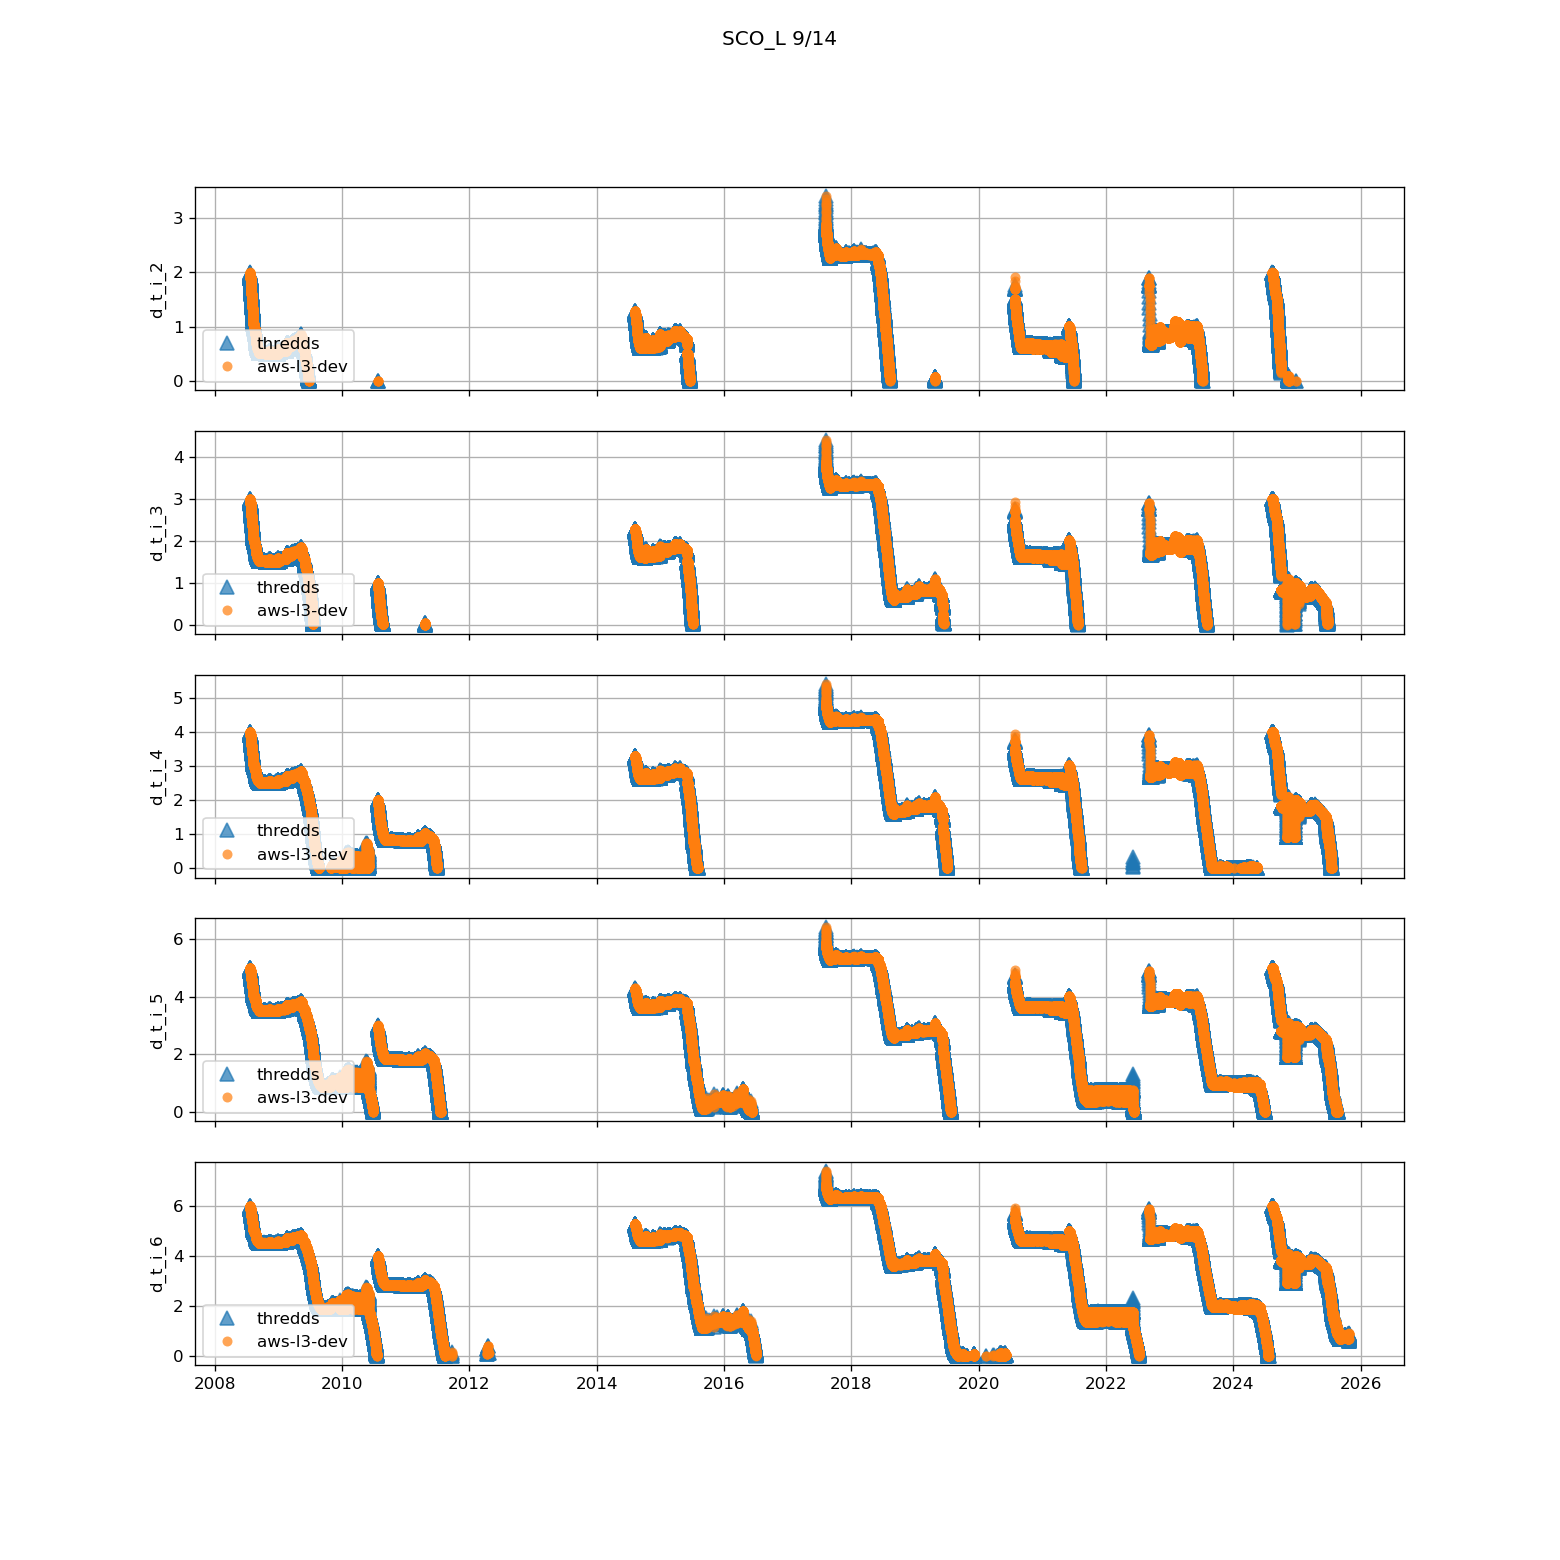 SCO_L 9/14
3
2
1
0
d_t_i_2
thredds
aws-l3-dev
4
3
2
1
0
d_t_i_3
thredds
aws-l3-dev
5
4
3
2
1
0
d_t_i_4
thredds
aws-l3-dev
6
4
2
0
d_t_i_5
thredds
aws-l3-dev
6
4
2
0
d_t_i_6
thredds
aws-l3-dev
2008 2010 2012 2014 2016 2018 2020 2022 2024 2026